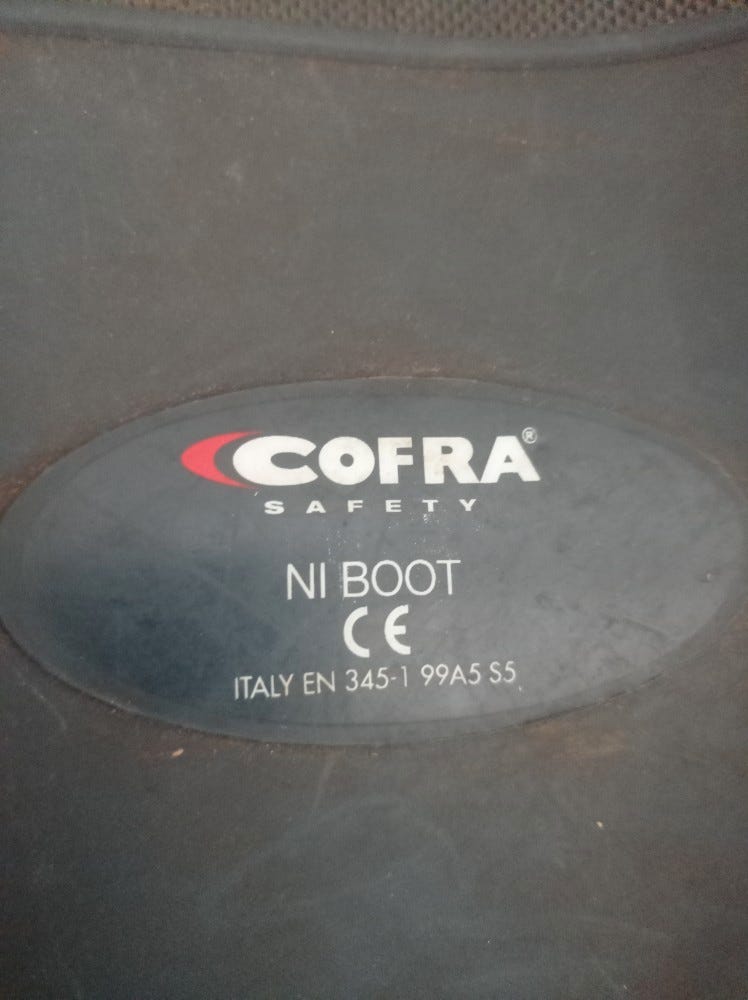 COFRA®
SAFETY
NI BOOT
CE
ITALY EN 345-1 99A5 S5